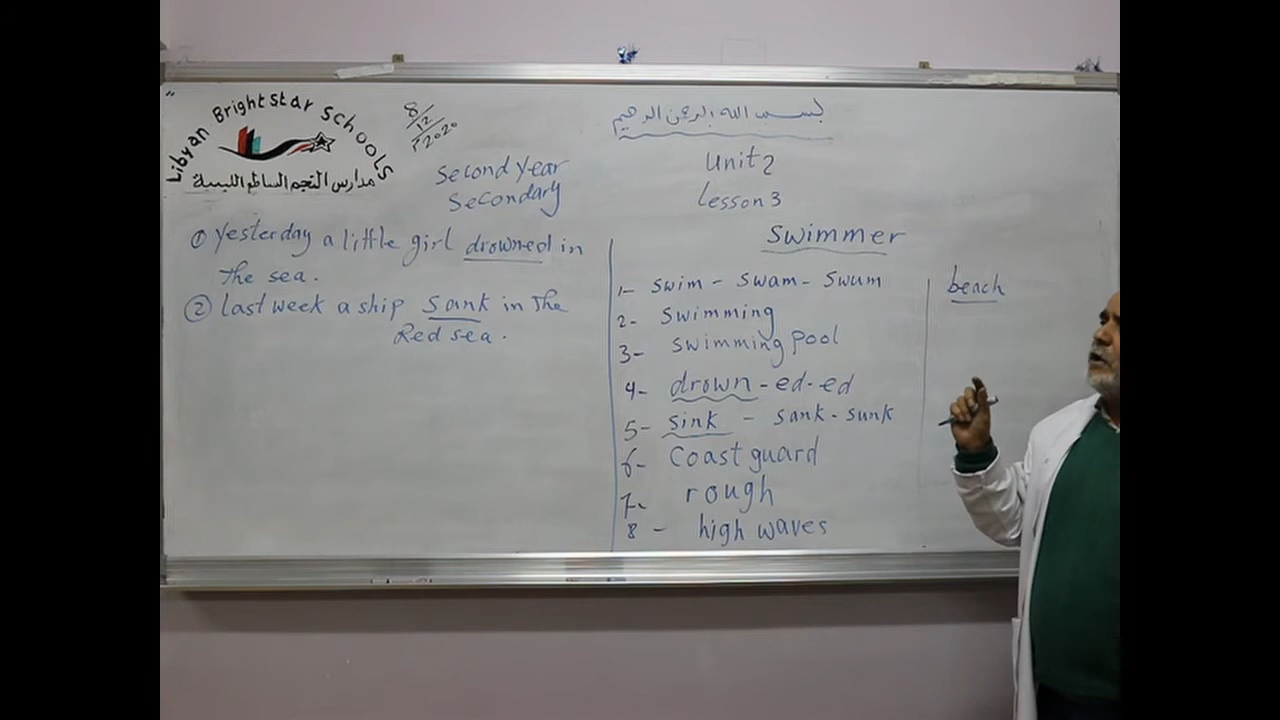 Libyan Bright Star Schools
مدارس النجم الساطع الليبية
8/12/2020م
بسم الله الرحمن الرحيم
Second Year
Secondary
Unit 2
Lesson 3
① Yesterday a little girl drowned in
the sea.
② last week a ship sank in the
Red sea.
swimmer
1- swim - swam - swum
2- swimming
3- swimming pool
4- drown - ed - ed
5- sink - sank - sunk
6- Coast guard
7- rough
8 - high waves
beach